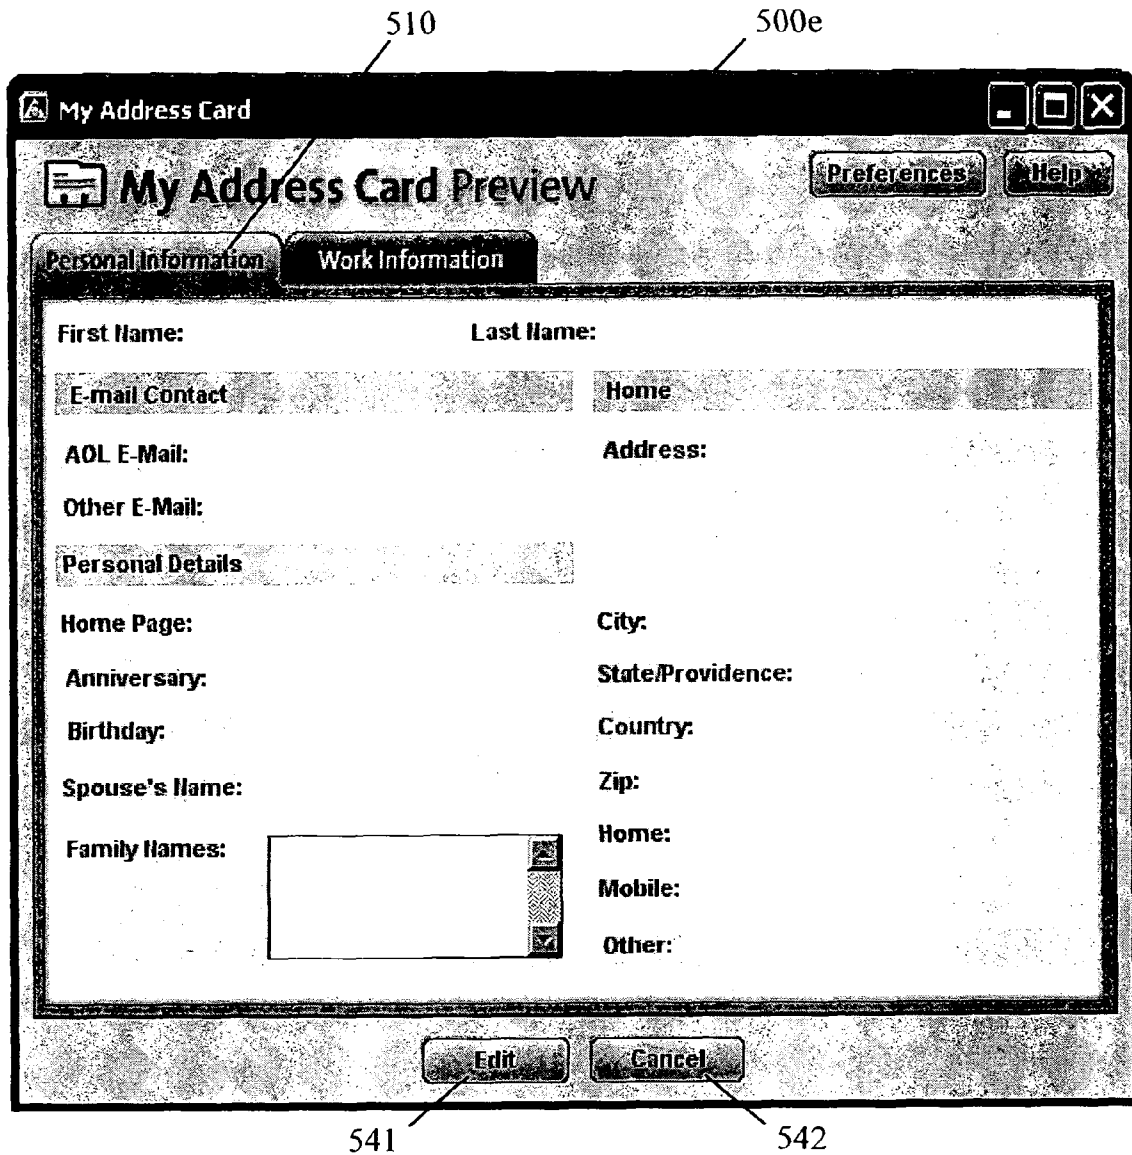 510 500e
My Address Card
My Address Card Preview
Preferences Help
Personal Information Work Information
First Name: Last Name:
E-mail Contact Home
AOL E-Mail: Address:
Other E-Mail:
Personal Details
Home Page: City:
Anniversary: State/Providence:
Birthday: Country:
Spouse's Name: Zip:
Family Names: Home:
Mobile:
Other:
Edit Cancel
541 542